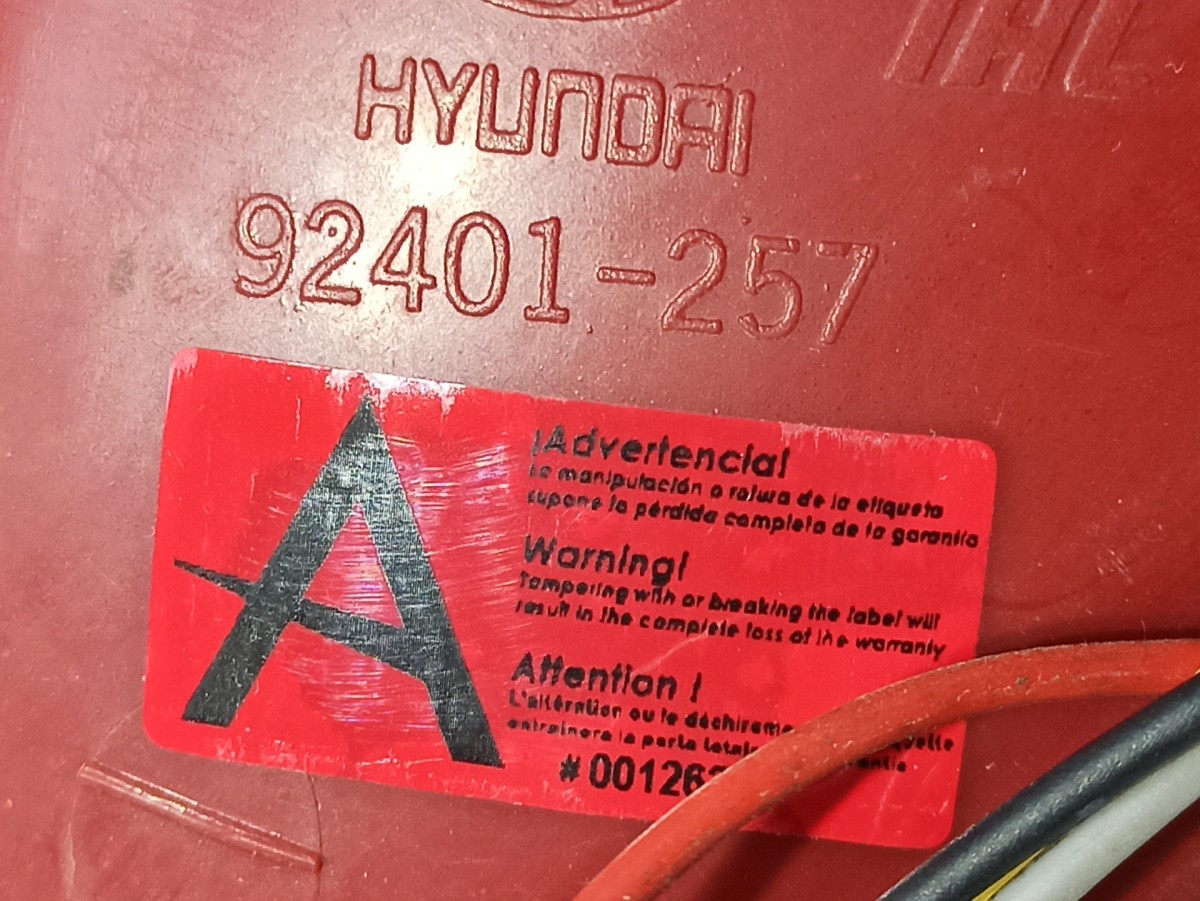 HYUNDAI
92401-257
¡Advertencia!
La manipulación o rotura de la etiqueta
supone la pérdida completa de la garantía
Warning!
Tampering with or breaking the label will
result in the complete loss of the warranty
Attention !
L'altération ou le déchireme
entrainera la perte totale
#00126